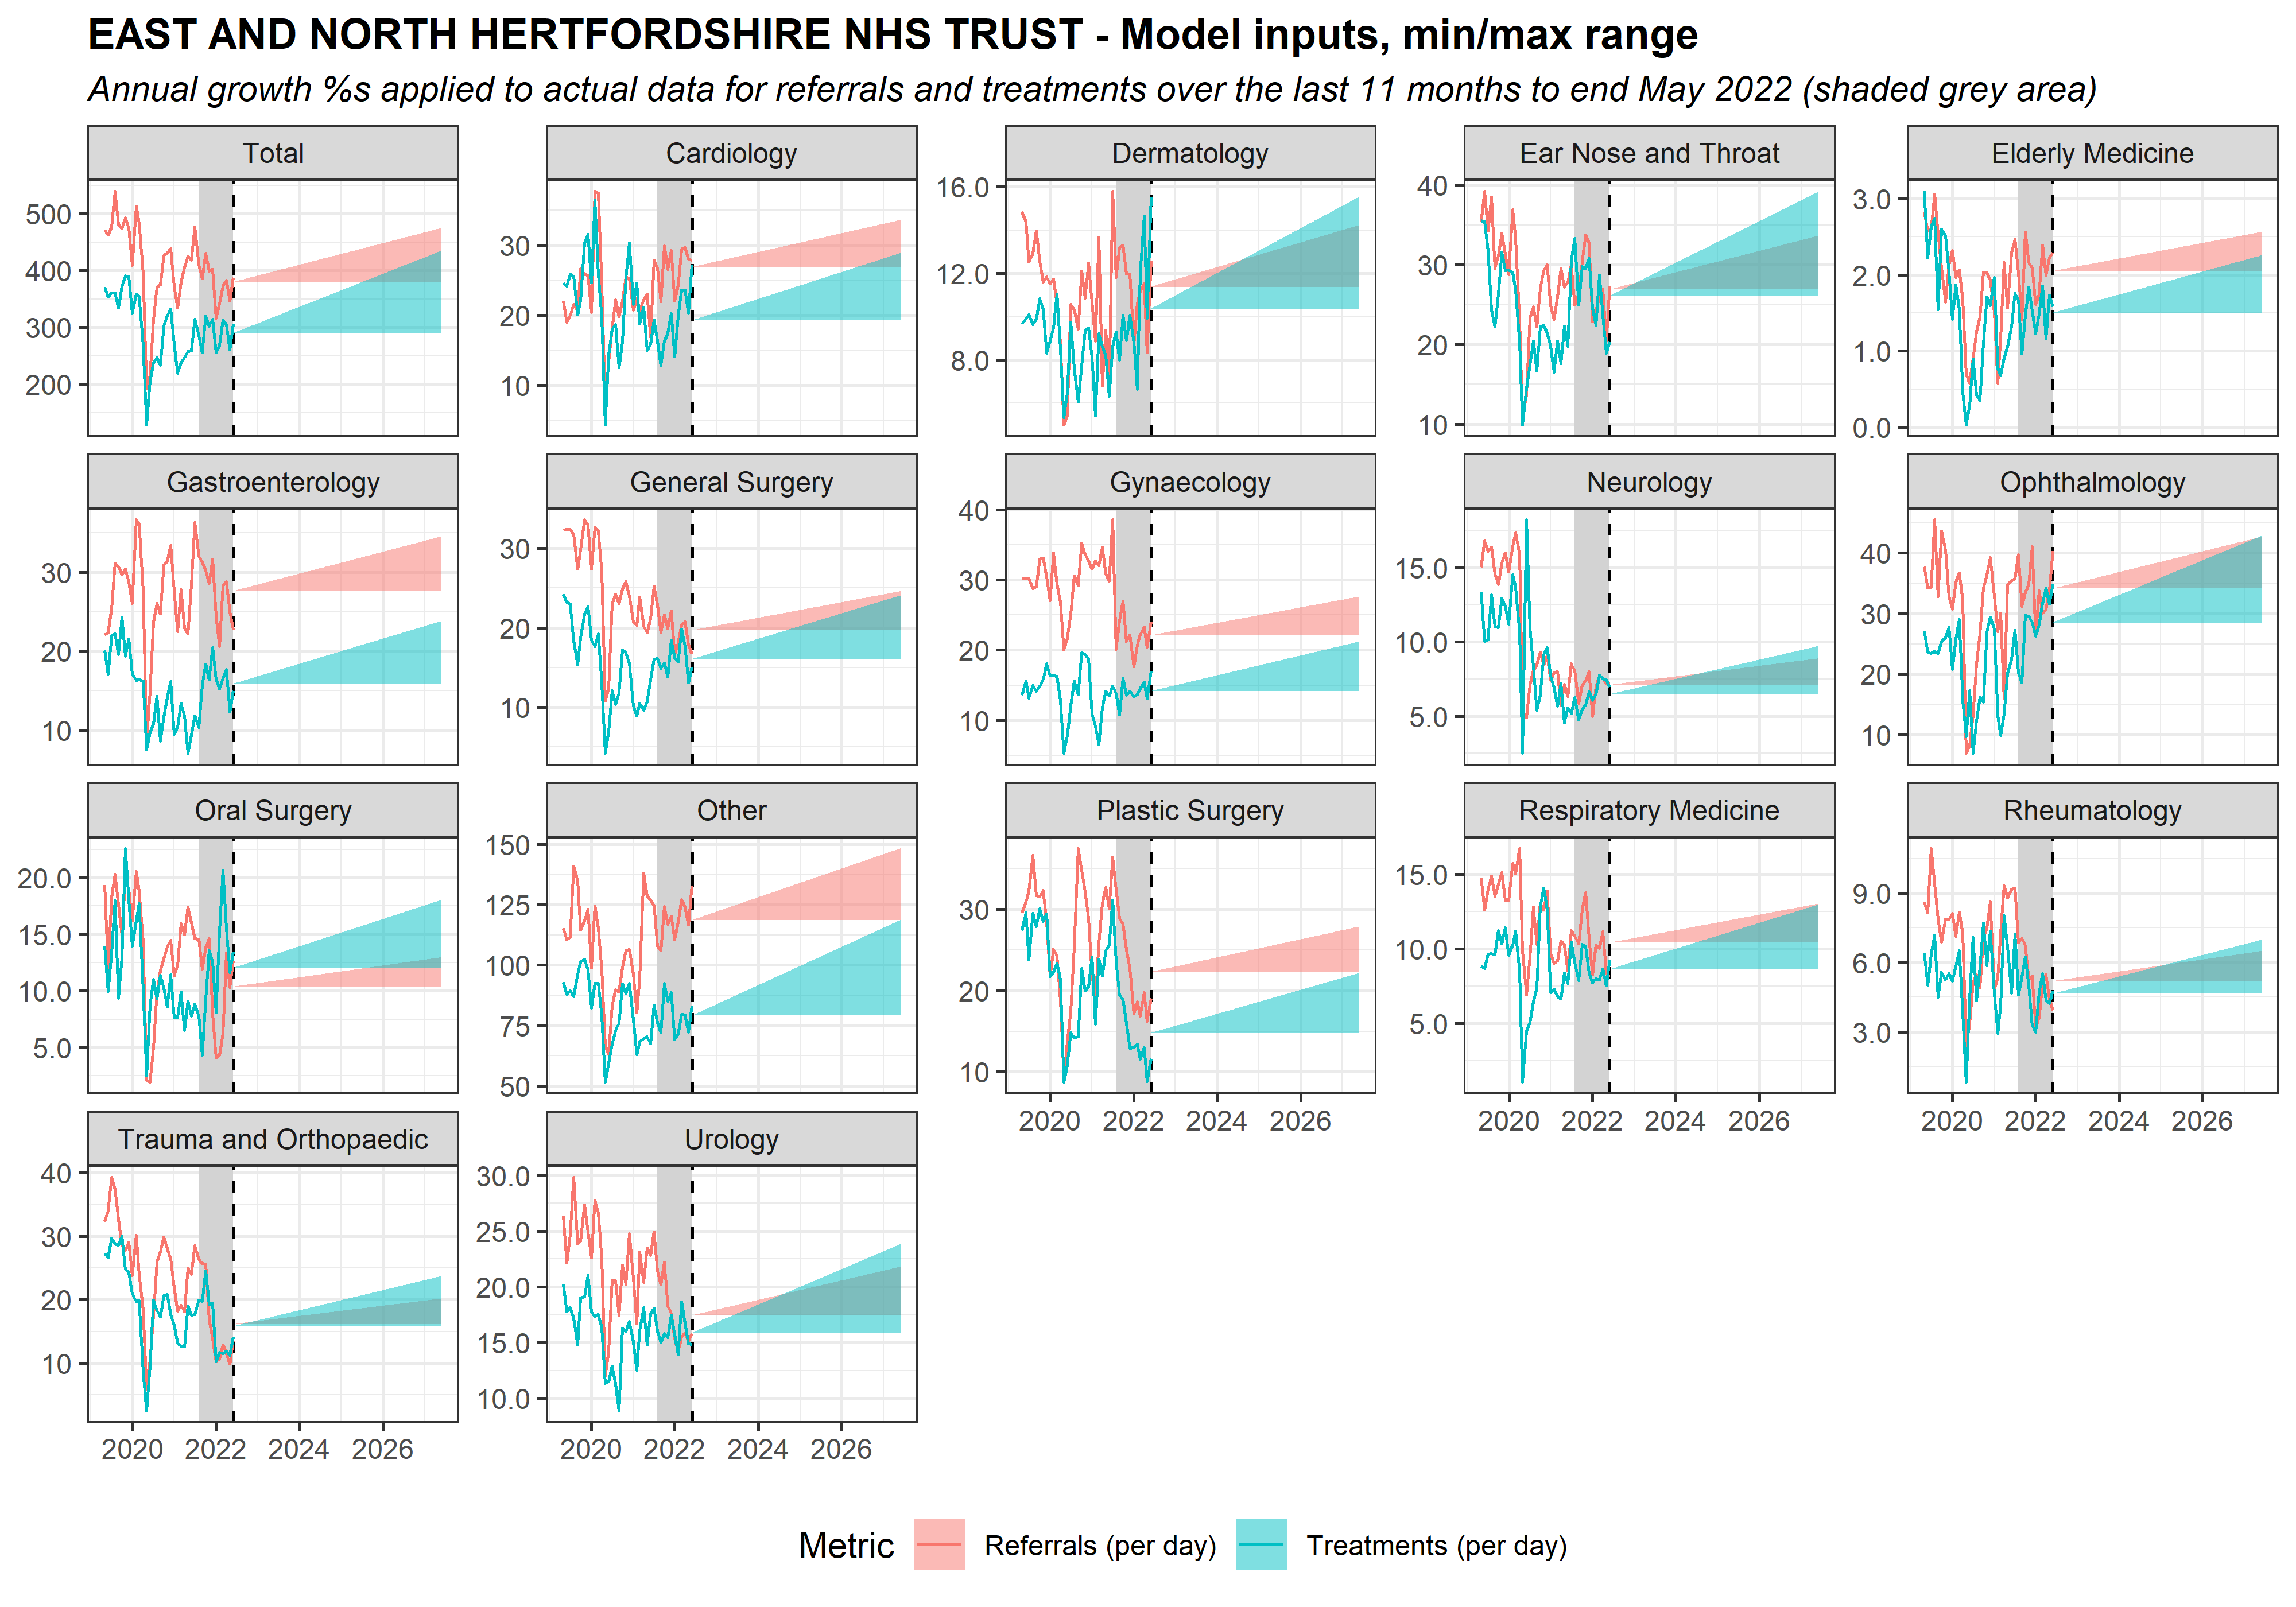 EAST AND NORTH HERTFORDSHIRE NHS TRUST - Model inputs, min/max range
Annual growth %s applied to actual data for referrals and treatments over the last 11 months to end May 2022 (shaded grey area)
Total
500
400
300
200
Cardiology
30
20
10
Dermatology
16.0
12.0
8.0
Ear Nose and Throat
40
30
20
10
Elderly Medicine
3.0
2.0
1.0
0.0
Gastroenterology
30
20
10
General Surgery
30
20
10
Gynaecology
40
30
20
10
Neurology
15.0
10.0
5.0
Ophthalmology
40
30
20
10
Oral Surgery
20.0
15.0
10.0
5.0
Other
150
125
100
75
50
Plastic Surgery
30
20
10
2020 2022 2024 2026
Respiratory Medicine
15.0
10.0
5.0
2020 2022 2024 2026
Rheumatology
9.0
6.0
3.0
2020 2022 2024 2026
Trauma and Orthopaedic
40
30
20
10
2020 2022 2024 2026
Urology
30.0
25.0
20.0
15.0
10.0
2020 2022 2024 2026
Metric Referrals (per day) Treatments (per day)